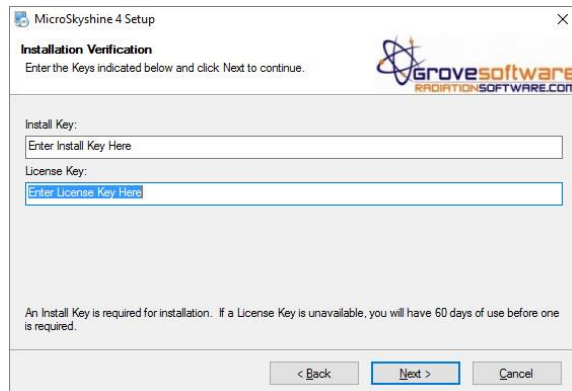 MicroSkyshine 4 Setup
Installation Verification
Enter the Keys indicated below and click Next to continue.
Grovesoftware
RADIATIONSOFTWARE.COM
Install Key:
Enter Install Key Here
License Key:
Enter License Key Here
An Install Key is required for installation. If a License Key is unavailable, you will have 60 days of use before one
is required.
< Back
Next >
Cancel